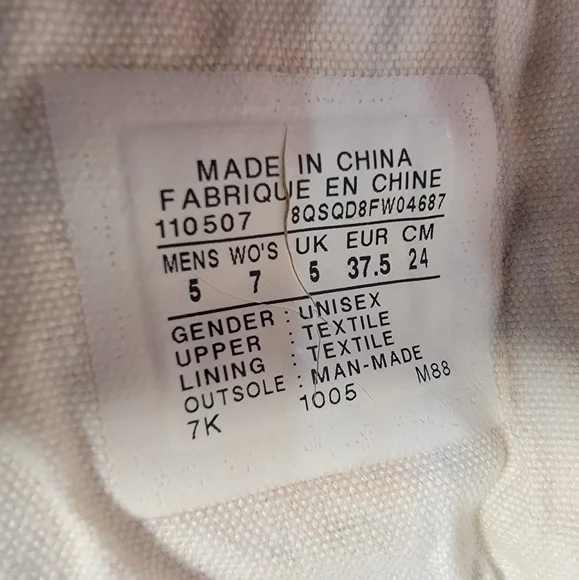 MADE IN CHINA
FABRIQUE EN CHINE
110507 8QSQD8FW04687
MENS WO'S UK EUR CM
5 7 5 37.5 24
GENDER : UNISEX
UPPER : TEXTILE
LINING : TEXTILE
OUTSOLE : MAN-MADE
7K 1005 M88